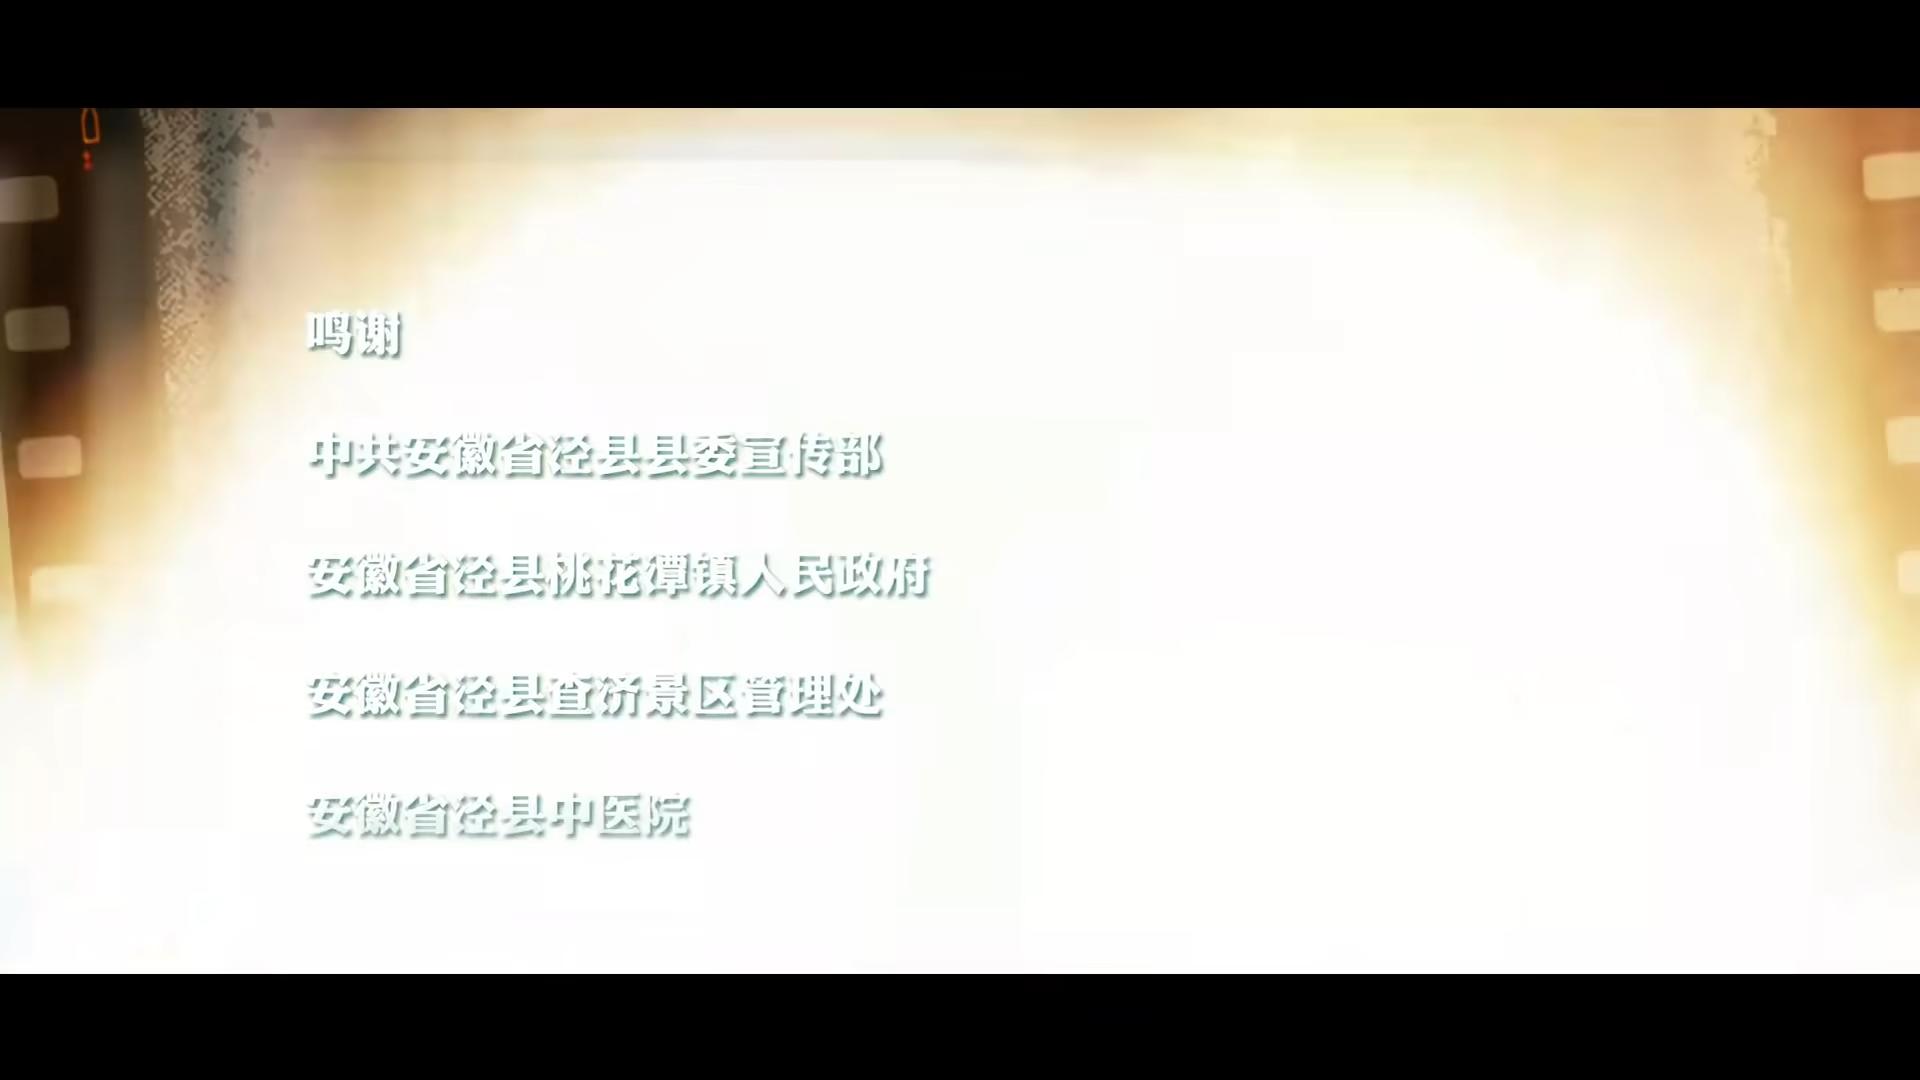 鸣谢
中共安徽省泾县县委宣传部
安徽省泾县桃花潭镇人民政府
安徽省泾县查济景区管理处
安徽省泾县中医院